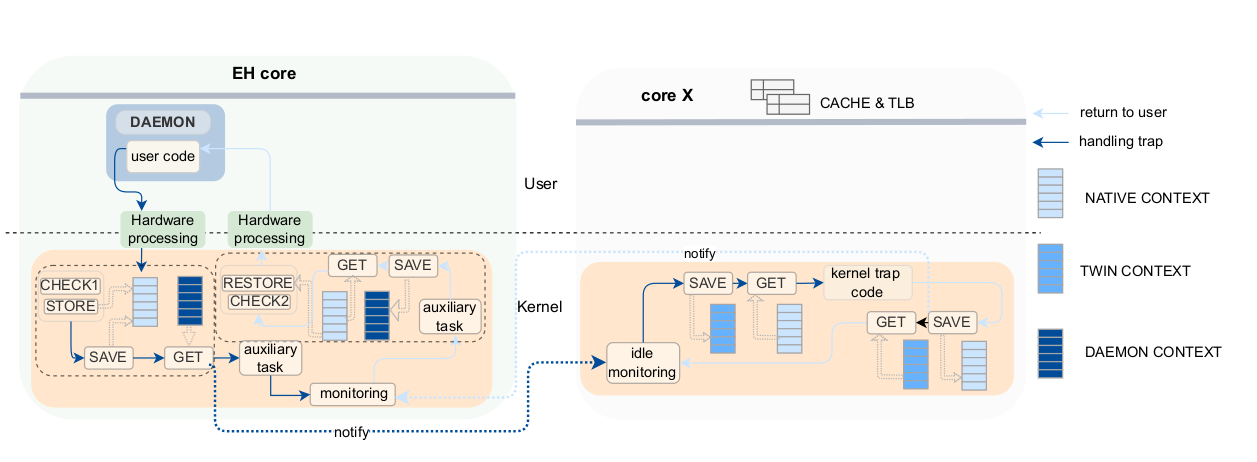 EH core
core X
CACHE & TLB
return to user
handling trap
DAEMON
user code
User
NATIVE CONTEXT
Hardware
processing
Hardware
processing
notify
TWIN CONTEXT
Kernel
CHECK1
STORE
SAVE
GET
RESTORE
CHECK2
GET
SAVE
auxiliary
task
auxiliary
task
monitoring
notify
idle
monitoring
SAVE
GET
kernel trap
code
GET
SAVE
DAEMON CONTEXT